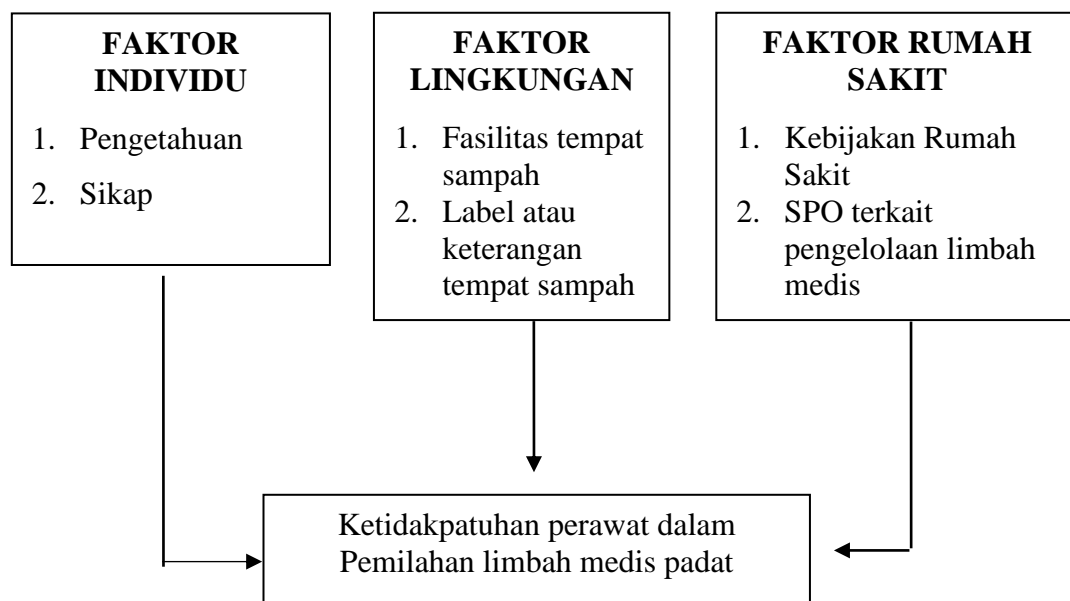 FAKTOR
INDIVIDU
1. Pengetahuan
2. Sikap
FAKTOR
LINGKUNGAN
1. Fasilitas tempat
sampah
2. Label atau
keterangan
tempat sampah
FAKTOR RUMAH
SAKIT
1. Kebijakan Rumah
Sakit
2. SPO terkait
pengelolaan limbah
medis
Ketidakpatuhan perawat dalam
Pemilahan limbah medis padat